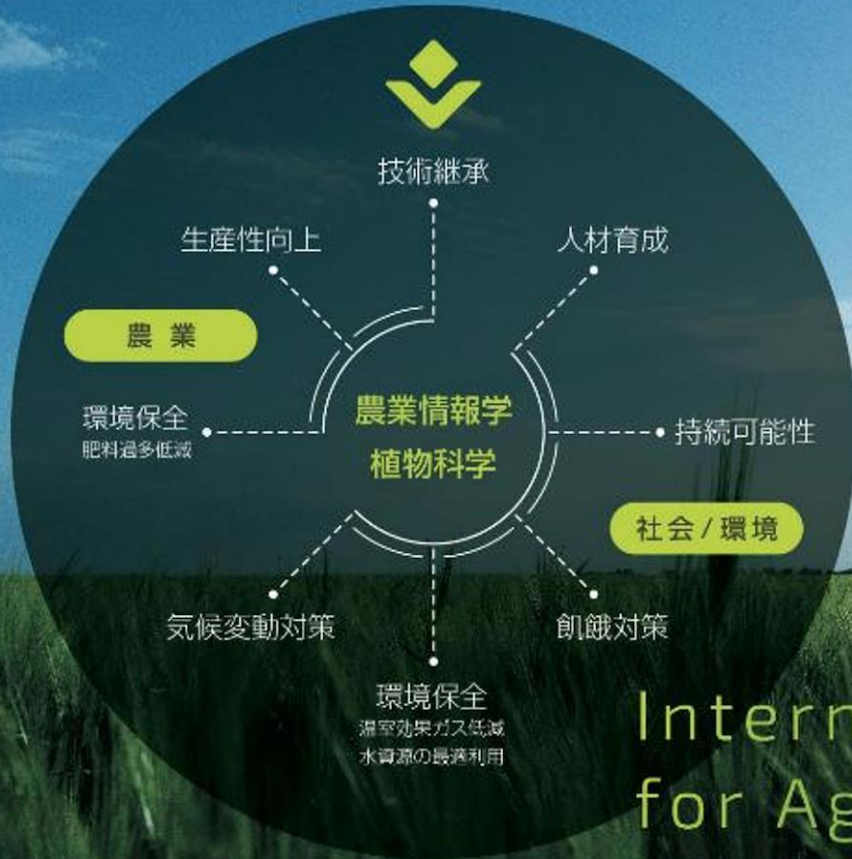 技術継承
生産性向上
人材育成
農業
環境保全
肥料過多低減
農業情報学
植物科学
持続可能性
社会/環境
気候変動対策
飢餓対策
環境保全
温室効果ガス低減
水資源の最適利用
Intern
for Ag